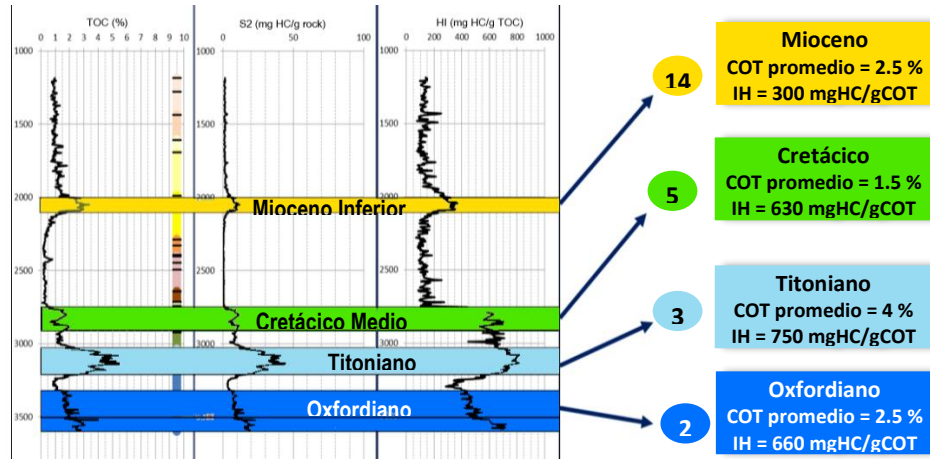 TOC (%)
S2 (mg HC/g rock)
HI (mg HC/g TOC)
0 1 2 3 4 5 6 7 8 9 10
0 50 100
0 200 400 600 800 1000
1000 1000 1000
1500 1500 1500
2000 2000 2000
2500 2500 2500
3000 3000 3000
3500 3500 3500
Mioceno Inferior
Cretácico Medio
Titoniano
Oxfordiano
14
Mioceno
COT promedio = 2.5 %
IH = 300 mgHC/gCOT
5
Cretácico
COT promedio = 1.5 %
IH = 630 mgHC/gCOT
3
Titoniano
COT promedio = 4 %
IH = 750 mgHC/gCOT
2
Oxfordiano
COT promedio = 2.5 %
IH = 660 mgHC/gCOT